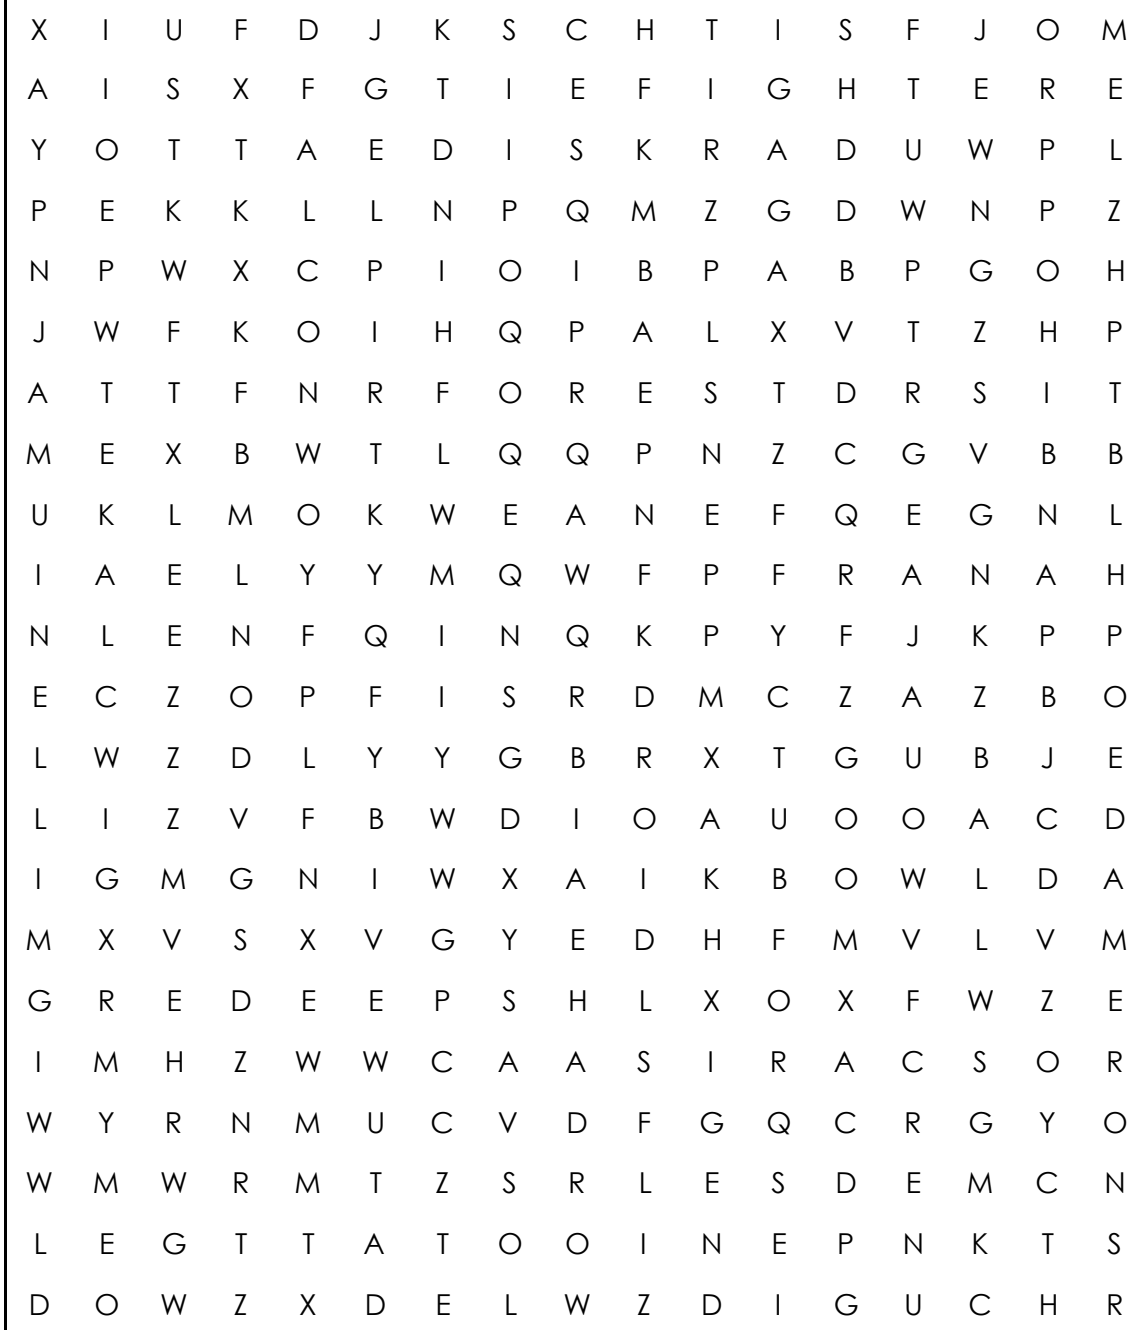 X I U F D J K S C H T I S F J O M
A I S X F G T I E F I G H T E R E
Y O T T A E D I S K R A D U W P L
P E K K L L N P Q M Z G D W N P Z
N P W X C P I O I B P A B P G O H
J W F K O I H Q P A L X V T Z H P
A T T F N R F O R E S T D R S I T
M E X B W T L Q Q P N Z C G V B B
U K L M O K W E A N E F Q E G N L
I A E L Y Y M Q W F P F R A N A H
N L E N F Q I N Q K P Y F J K P P
E C Z O P F I S R D M C Z A Z B O
L W Z D L Y Y G B R X T G U B J E
L I Z V F B W D I O A U O O A C D
I G M G N I W X A I K B O W L D A
M X V S X V G Y E D H F M V L V M
G R E D E E P S H L X O X F W Z E
I M H Z W W C A A S I R A C S O R
W Y R N M U C V D F G Q C R G Y O
W M W R M T Z S R L E S D E M C N
L E G T T A T O O I N E P N K T S
D O W Z X D E L W Z D I G U C H R